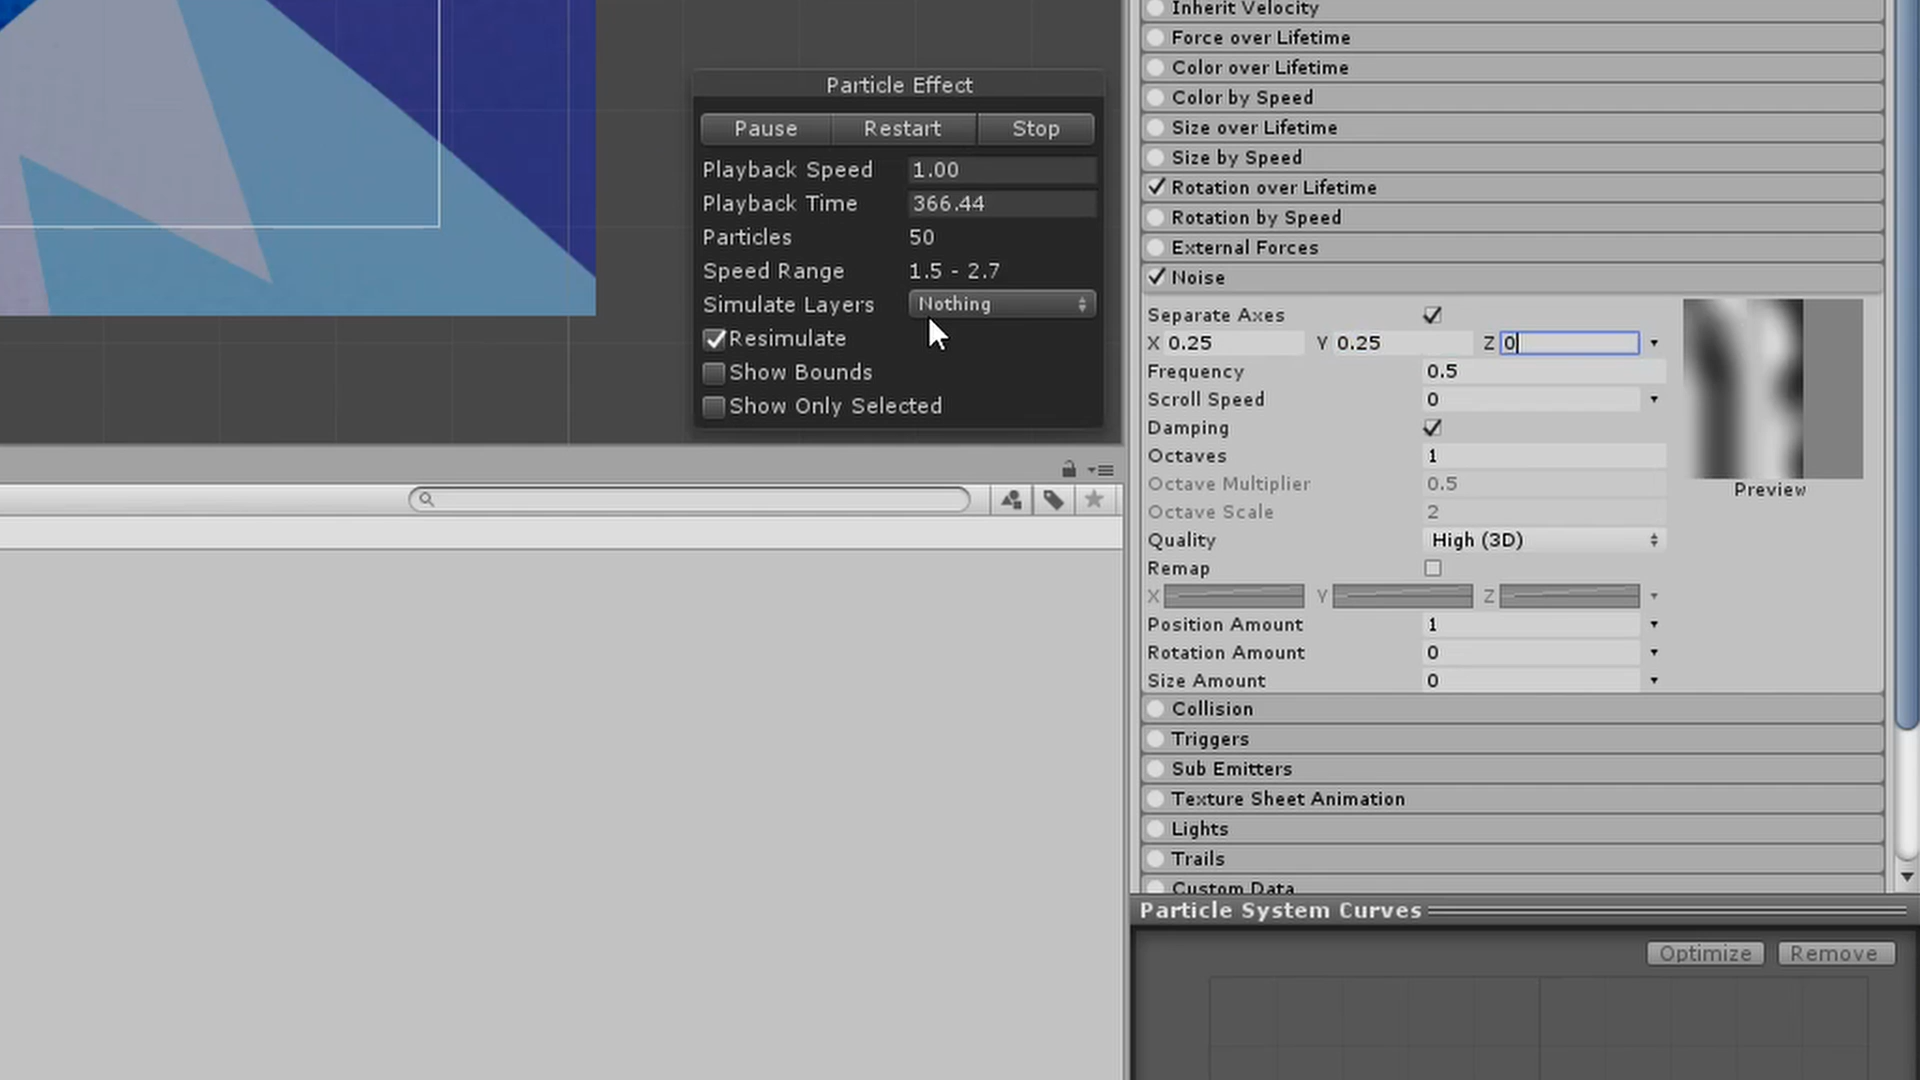 Particle Effect
Pause Restart Stop
Playback Speed 1.00
Playback Time 366.44
Particles 50
Speed Range 1.5 - 2.7
Simulate Layers Nothing
Resimulate
Show Bounds
Show Only Selected
Inherit Velocity
Force over Lifetime
Color over Lifetime
Color by Speed
Size over Lifetime
Size by Speed
Rotation over Lifetime
Rotation by Speed
External Forces
Noise
Separate Axes
X 0.25 Y 0.25 Z 0
Frequency 0.5
Scroll Speed 0
Damping
Octaves 1
Octave Multiplier 0.5
Octave Scale 2
Quality High (3D)
Remap
X Y Z
Position Amount 1
Rotation Amount 0
Size Amount 0
Preview
Collision
Triggers
Sub Emitters
Texture Sheet Animation
Lights
Trails
Custom Data
Particle System Curves
Optimize Remove